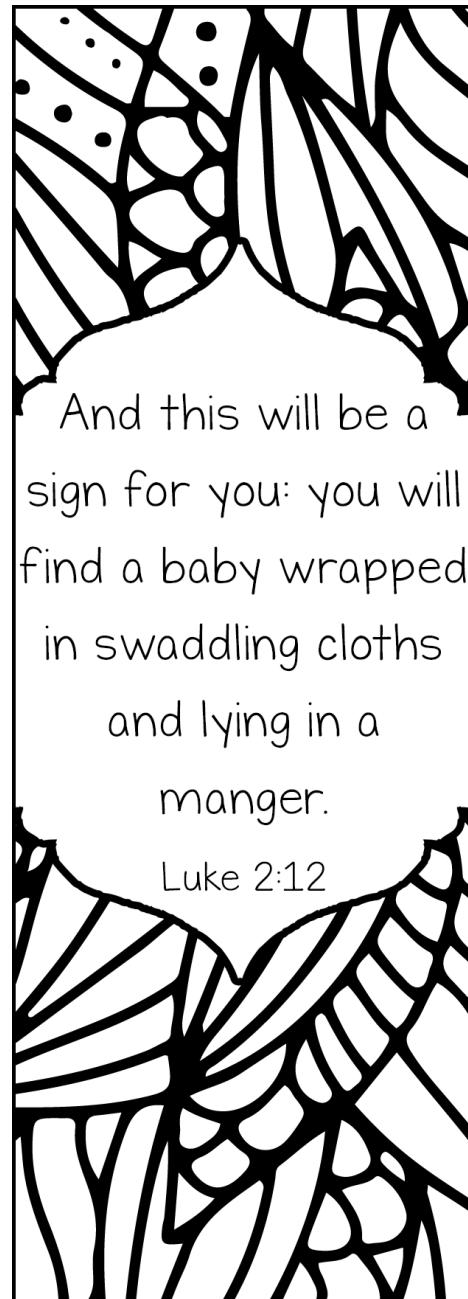 And this will be a
sign for you: you will
find a baby wrapped
in swaddling cloths
and lying in a
manger.
Luke 2:12